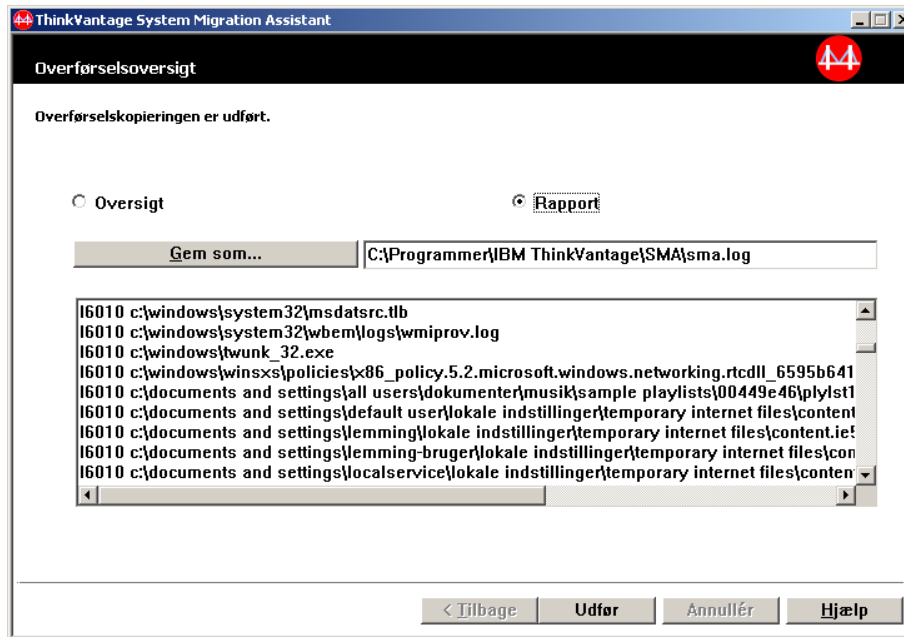 ThinkVantage System Migration Assistant
Overførselsoversigt
Overførselskopieringen er udført.
Oversigt
Rapport
Gem som...
C:\Programmer\IBM ThinkVantage\SMA\sma.log
I6010 c:\windows\system32\msdatsrc.tlb
I6010 c:\windows\system32\wbem\logs\wmiprov.log
I6010 c:\windows\twunk_32.exe
I6010 c:\windows\winsxs\policies\x86_policy.5.2.microsoft.windows.networking.rtcdll_6595b641
I6010 c:\documents and settings\all users\dokumenter\musik\sample playlists\00449e46\plylst1
I6010 c:\documents and settings\default user\lokale indstillinger\temporary internet files\content
I6010 c:\documents and settings\lemming\lokale indstillinger\temporary internet files\content.ie5
I6010 c:\documents and settings\lemming-bruger\lokale indstillinger\temporary internet files\con
I6010 c:\documents and settings\localservice\lokale indstillinger\temporary internet files\conten
< Tilbage
Udfør
Annullér
Hjælp